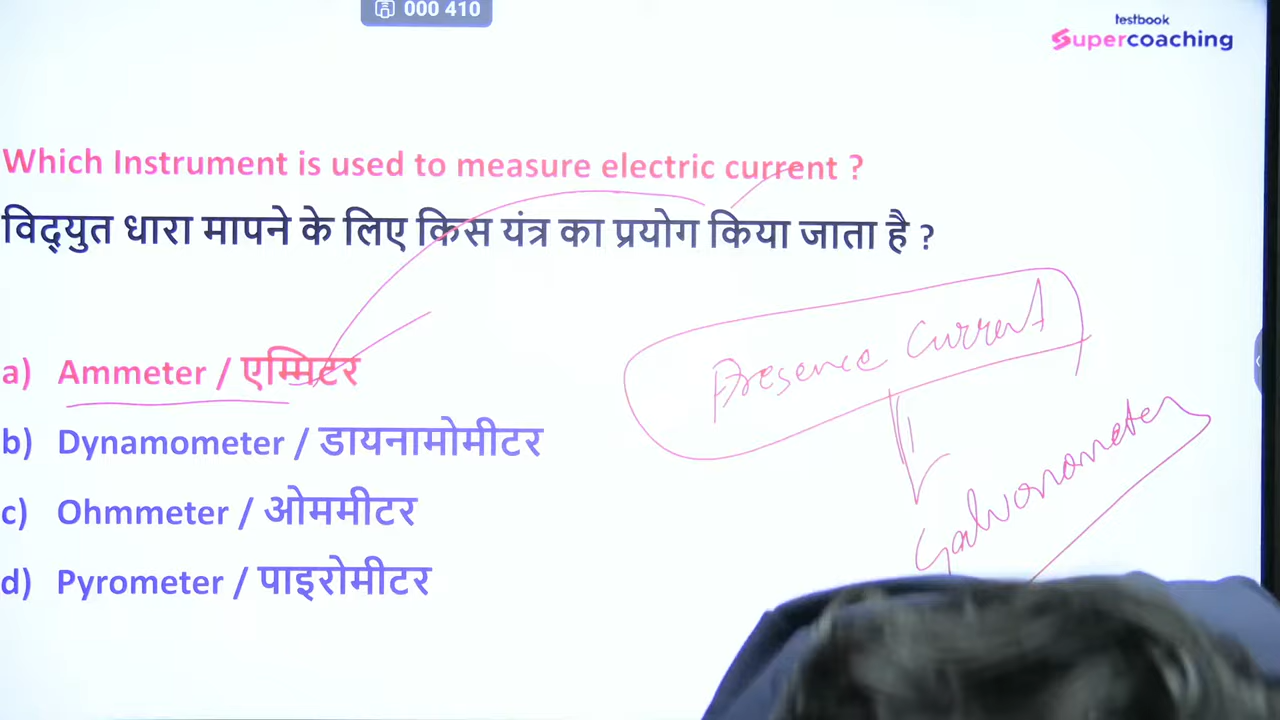 000 410
testbook
Supercoaching
Which Instrument is used to measure electric current ?
विद्युत धारा मापने के लिए किस यंत्र का प्रयोग किया जाता है ?
a) Ammeter / एम्मिटर
b) Dynamometer / डायनामोमीटर
c) Ohmmeter / ओममीटर
d) Pyrometer / पाइरोमीटर
Presence Current
Galvanometer